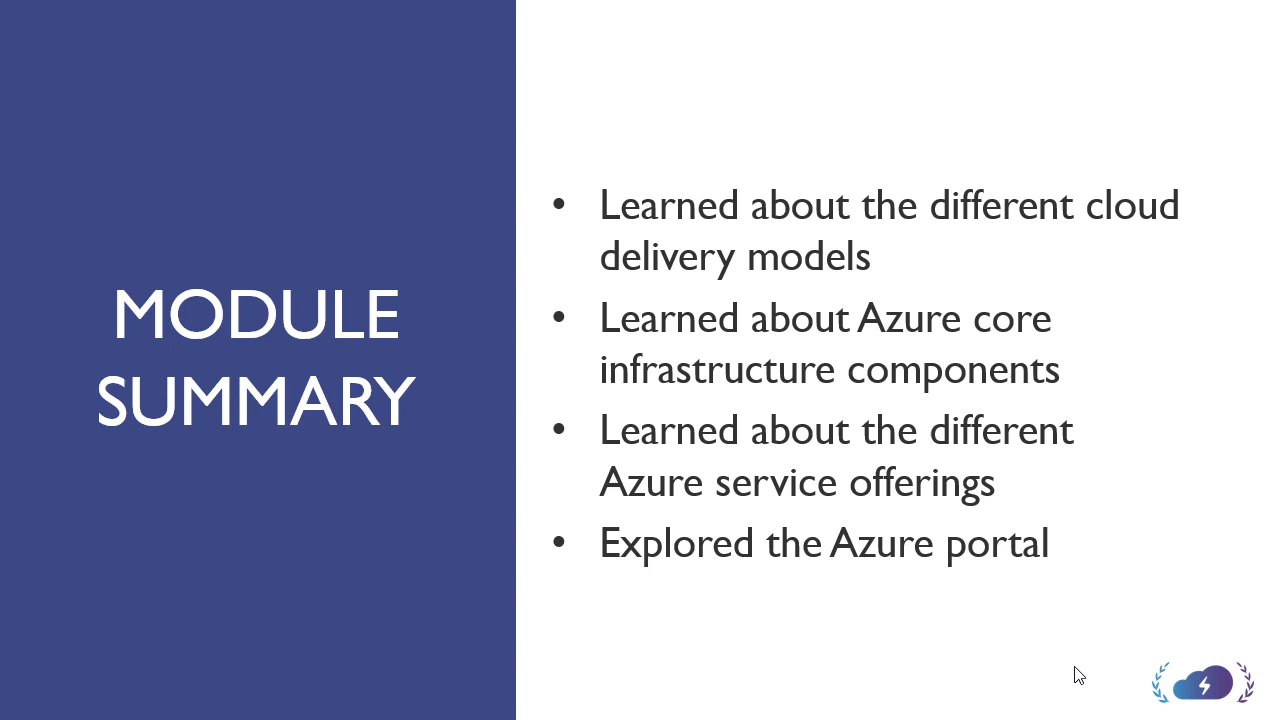 MODULE
SUMMARY
• Learned about the different cloud
delivery models
• Learned about Azure core
infrastructure components
• Learned about the different
Azure service offerings
• Explored the Azure portal